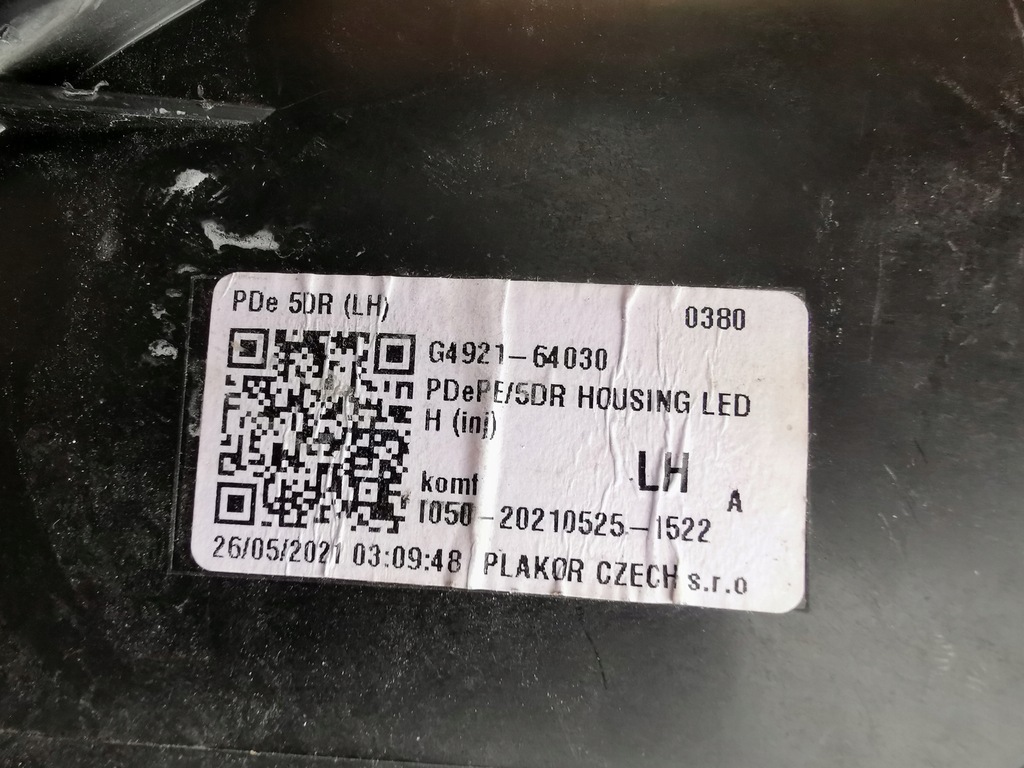 PDe 5DR (LH)
0380
G4921-64030
PDePE/5DR HOUSING LED
H (inj)
LH
A
komf
1050-20210525-1522
26/05/2021 03:09:48 PLAKOR CZECH s.r.o